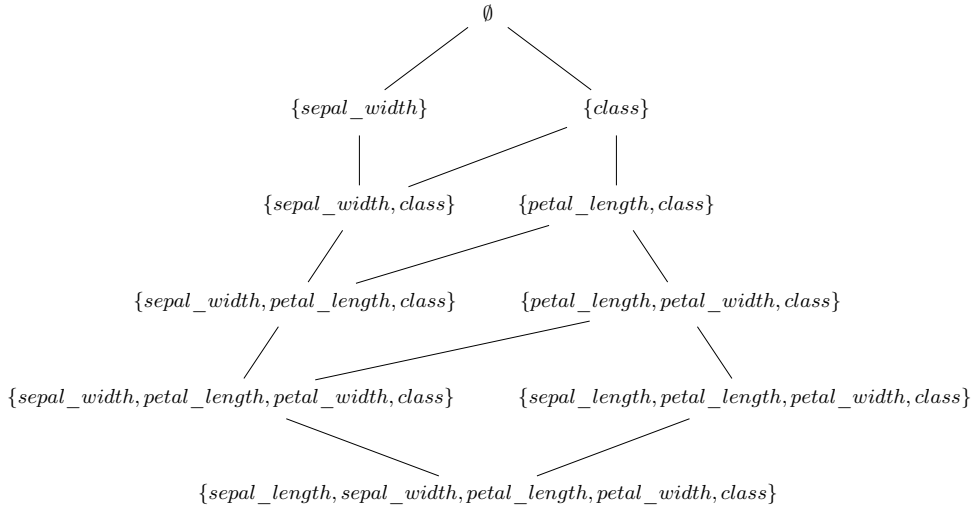 ∅
{sepal_width} {class}
{sepal_width, class} {petal_length, class}
{sepal_width, petal_length, class} {petal_length, petal_width, class}
{sepal_width, petal_length, petal_width, class} {sepal_length, petal_length, petal_width, class}
{sepal_length, sepal_width, petal_length, petal_width, class}